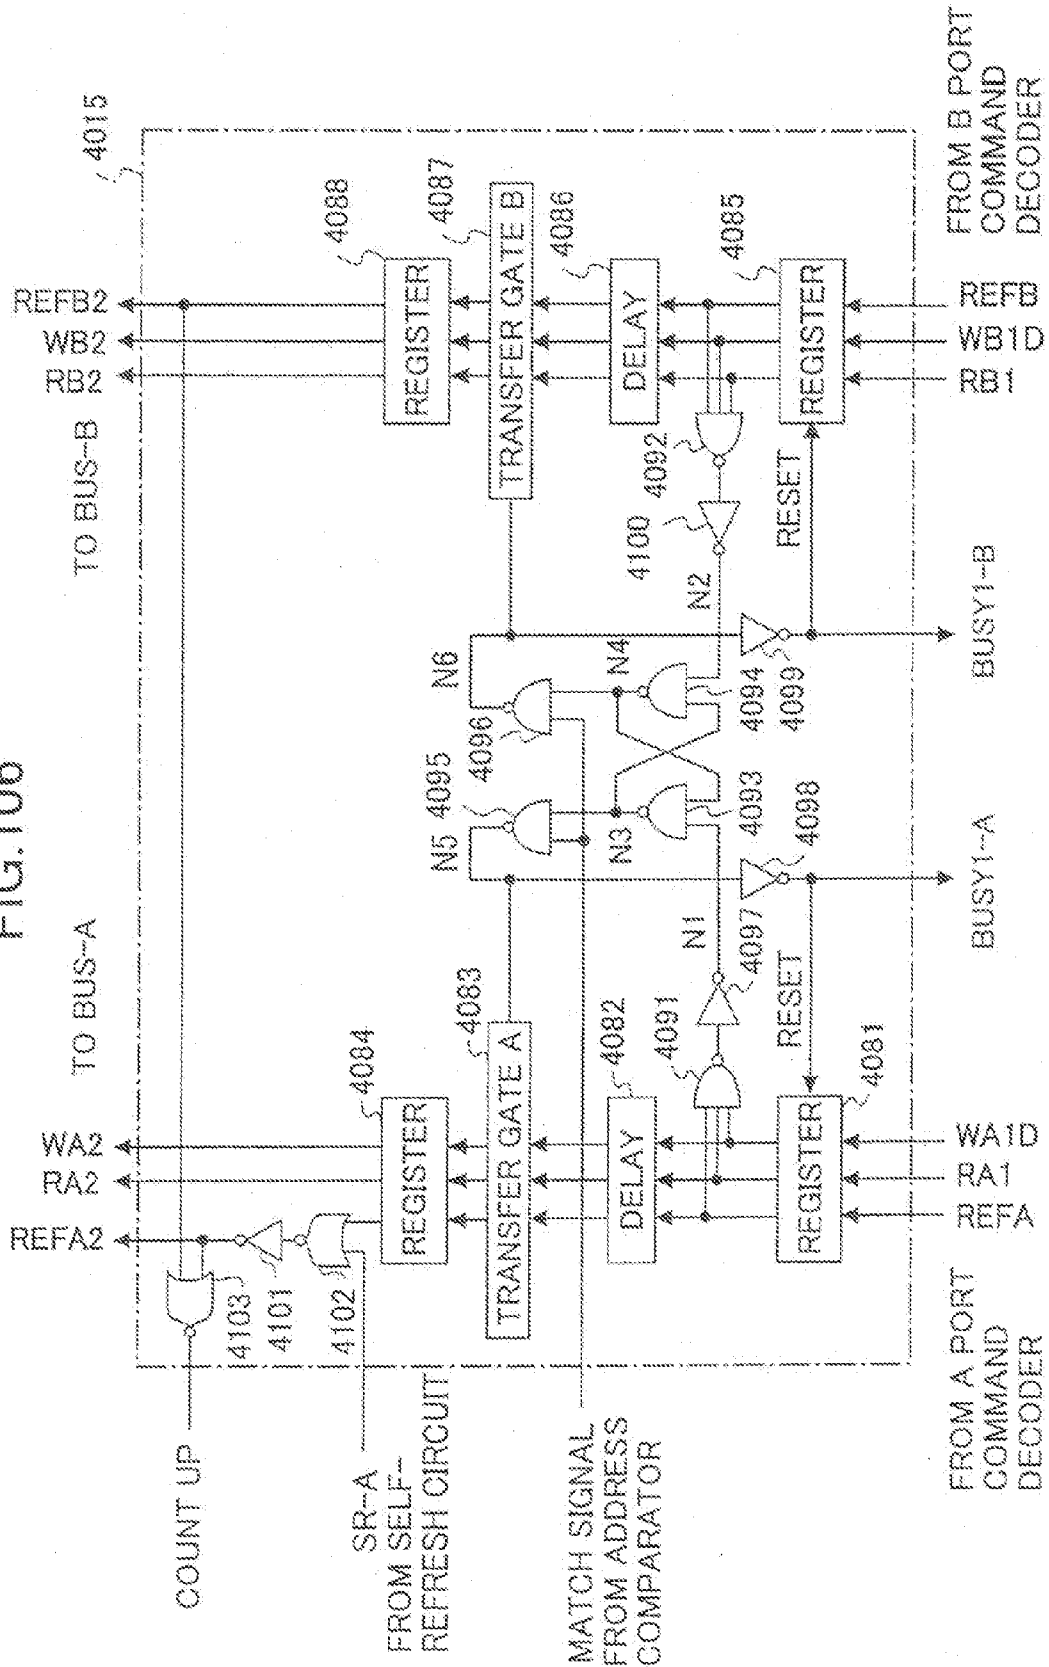 FIG.106
4015
TO BUS-A
TO BUS-B
REFA2
RA2
WA2
RB2
WB2
REFB2
COUNT UP
4103
4101
4102
SR-A
FROM SELF-
REFRESH CIRCUIT
4084
REGISTER
4088
REGISTER
4083
TRANSFER GATE A
4087
TRANSFER GATE B
N5
4095
4096
N6
MATCH SIGNAL
FROM ADDRESS
COMPARATOR
4082
DELAY
4086
DELAY
4091
4097
N1
N3
4093
N4
4094
N2
4100
4092
4098
4099
RESET
RESET
4081
REGISTER
4085
REGISTER
REFA
RA1
WA1D
RB1
WB1D
REFB
BUSY1-A
BUSY1-B
FROM A PORT
COMMAND
DECODER
FROM B PORT
COMMAND
DECODER